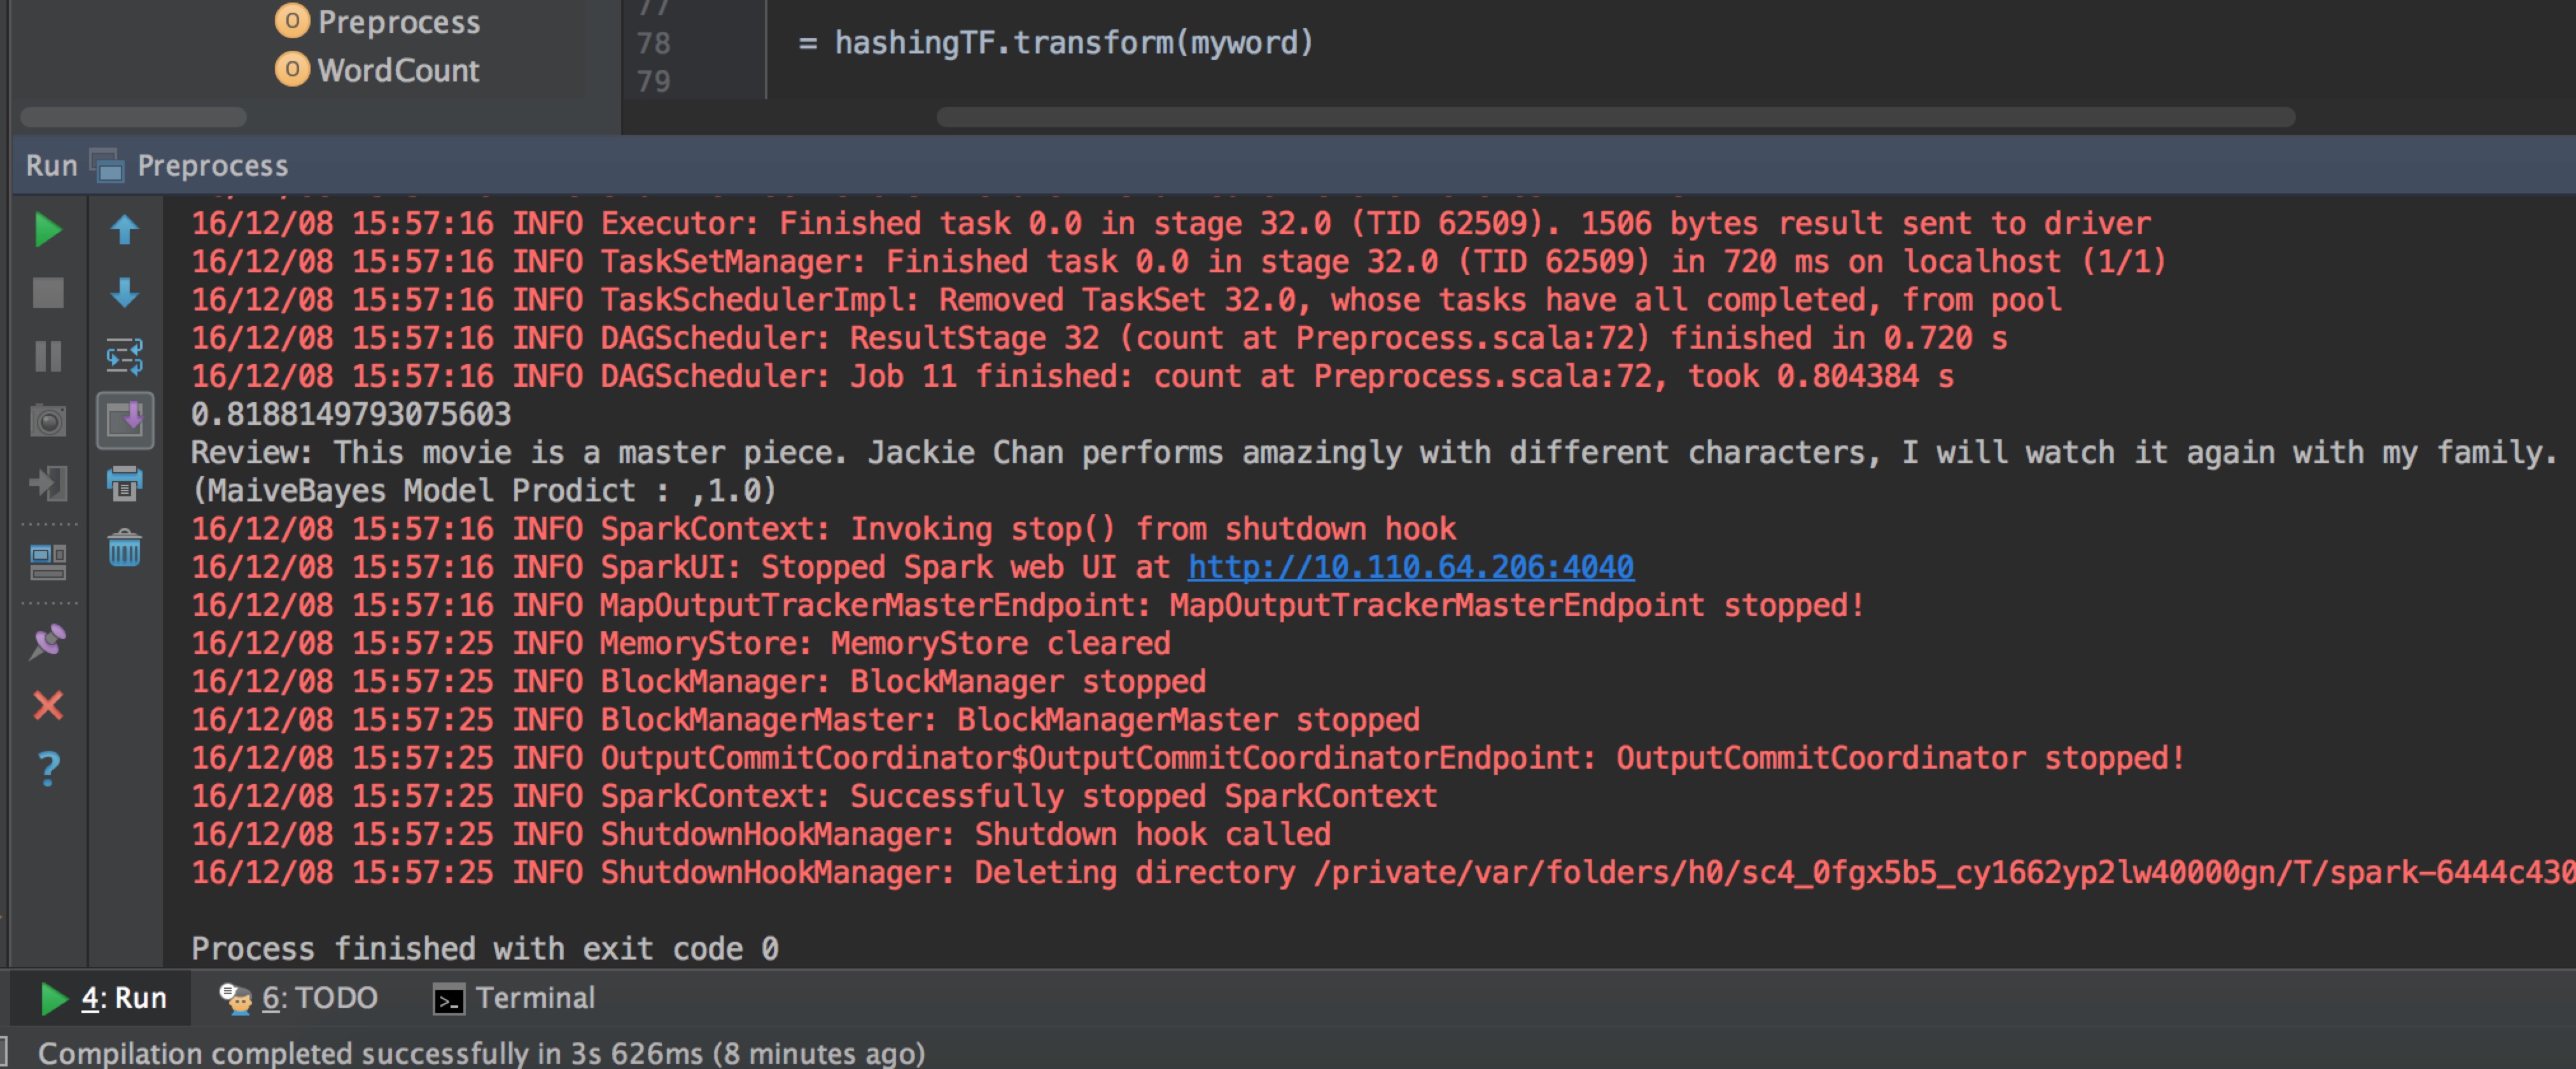 Preprocess
WordCount
77
78 = hashingTF.transform(myword)
79
Run Preprocess
16/12/08 15:57:16 INFO Executor: Finished task 0.0 in stage 32.0 (TID 62509). 1506 bytes result sent to driver
16/12/08 15:57:16 INFO TaskSetManager: Finished task 0.0 in stage 32.0 (TID 62509) in 720 ms on localhost (1/1)
16/12/08 15:57:16 INFO TaskSchedulerImpl: Removed TaskSet 32.0, whose tasks have all completed, from pool
16/12/08 15:57:16 INFO DAGScheduler: ResultStage 32 (count at Preprocess.scala:72) finished in 0.720 s
16/12/08 15:57:16 INFO DAGScheduler: Job 11 finished: count at Preprocess.scala:72, took 0.804384 s
0.8188149793075603
Review: This movie is a master piece. Jackie Chan performs amazingly with different characters, I will watch it again with my family.
(MaiveBayes Model Prodict : ,1.0)
16/12/08 15:57:16 INFO SparkContext: Invoking stop() from shutdown hook
16/12/08 15:57:16 INFO SparkUI: Stopped Spark web UI at http://10.110.64.206:4040
16/12/08 15:57:16 INFO MapOutputTrackerMasterEndpoint: MapOutputTrackerMasterEndpoint stopped!
16/12/08 15:57:25 INFO MemoryStore: MemoryStore cleared
16/12/08 15:57:25 INFO BlockManager: BlockManager stopped
16/12/08 15:57:25 INFO BlockManagerMaster: BlockManagerMaster stopped
16/12/08 15:57:25 INFO OutputCommitCoordinator$OutputCommitCoordinatorEndpoint: OutputCommitCoordinator stopped!
16/12/08 15:57:25 INFO SparkContext: Successfully stopped SparkContext
16/12/08 15:57:25 INFO ShutdownHookManager: Shutdown hook called
16/12/08 15:57:25 INFO ShutdownHookManager: Deleting directory /private/var/folders/h0/sc4_0fgx5b5_cy1662yp2lw40000gn/T/spark-6444c430
Process finished with exit code 0
4: Run 6: TODO Terminal
Compilation completed successfully in 3s 626ms (8 minutes ago)